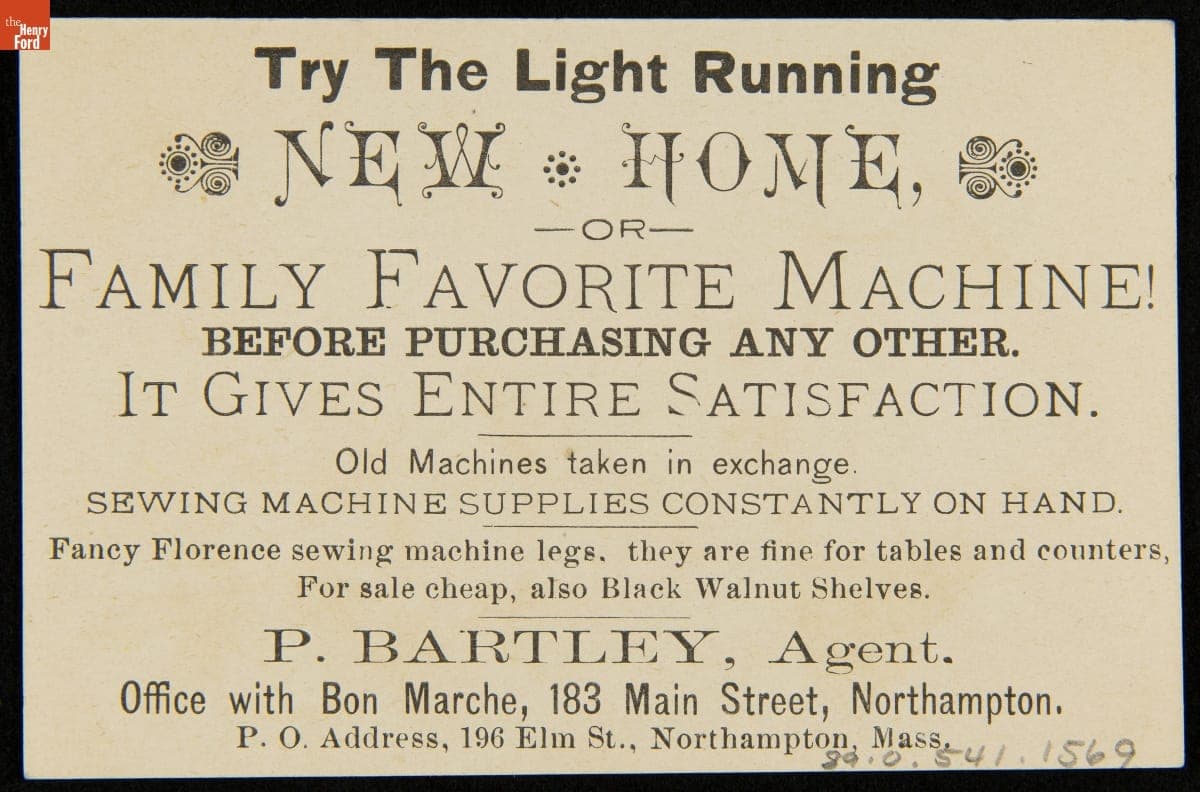 the
Henry
Ford
Try The Light Running
NEW HOME,
—OR—
FAMILY FAVORITE MACHINE!
BEFORE PURCHASING ANY OTHER.
IT GIVES ENTIRE SATISFACTION.
Old Machines taken in exchange.
SEWING MACHINE SUPPLIES CONSTANTLY ON HAND.
Fancy Florence sewing machine legs. they are fine for tables and counters,
For sale cheap, also Black Walnut Shelves.
P. BARTLEY, Agent.
Office with Bon Marche, 183 Main Street, Northampton.
P. O. Address, 196 Elm St., Northampton, Mass.
89.0.541.1569